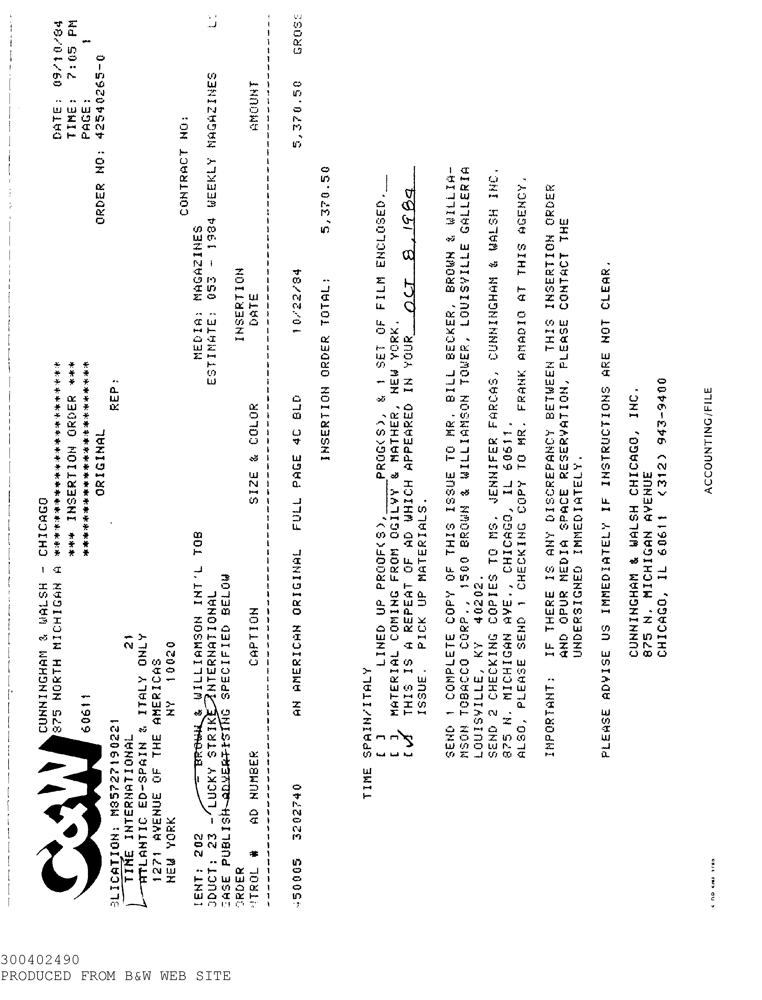 C&W CUNNINGHAM & WALSH - CHICAGO
875 NORTH MICHIGAN A ***********************************
*** INSERTION ORDER ***
60611 ***********************************
ORIGINAL
DATE: 09/10/84
TIME: 7:05 PM
PAGE: 1
ORDER NO: 42540265-0
BLICATION: M85727190221 REP:
TIME INTERNATIONAL 21
ATLANTIC ED-SPAIN & ITALY ONLY
1271 AVENUE OF THE AMERICAS
NEW YORK NY 10020
CONTRACT NO:
IENT: 202 - BROWN & WILLIAMSON INT'L TOB MEDIA: MAGAZINES
ODUCT: 23 - LUCKY STRIKE INTERNATIONAL ESTIMATE: 053 - 1984 WEEKLY MAGAZINES
EASE PUBLISH ADVERTISING SPECIFIED BELOW
ORDER INSERTION
NTROL # AD NUMBER CAPTION SIZE & COLOR DATE AMOUNT
450005 3202740 AN AMERICAN ORIGINAL FULL PAGE 4C BLD 10/22/84 5,370.50 GROSS
INSERTION ORDER TOTAL: 5,370.50
TIME SPAIN/ITALY
[ ] LINED UP PROOF(S),____ PROG(S), & 1 SET OF FILM ENCLOSED.__
[ ] MATERIAL COMING FROM OGILVY & MATHER, NEW YORK.
[✓] THIS IS A REPEAT OF AD WHICH APPEARED IN YOUR OCT 8, 1984
ISSUE. PICK UP MATERIALS.
SEND 1 COMPLETE COPY OF THIS ISSUE TO MR. BILL BECKER, BROWN & WILLIA-
MSON TOBACCO CORP., 1500 BROWN & WILLIAMSON TOWER, LOUISVILLE GALLERIA
LOUISVILLE, KY 40202.
SEND 2 CHECKING COPIES TO MS. JENNIFER FARCAS, CUNNINGHAM & WALSH INC.
875 N. MICHIGAN AVE., CHICAGO, IL 60611.
ALSO, PLEASE SEND 1 CHECKING COPY TO MR. FRANK AMADIO AT THIS AGENCY.
IMPORTANT: IF THERE IS ANY DISCREPANCY BETWEEN THIS INSERTION ORDER
AND OPUR MEDIA SPACE RESERVATION, PLEASE CONTACT THE
UNDERSIGNED IMMEDIATELY.
PLEASE ADVISE US IMMEDIATELY IF INSTRUCTIONS ARE NOT CLEAR.
CUNNINGHAM & WALSH CHICAGO, INC.
875 N. MICHIGAN AVENUE
CHICAGO, IL 60611 (312) 943-9400
ACCOUNTING/FILE
300402490
PRODUCED FROM B&W WEB SITE